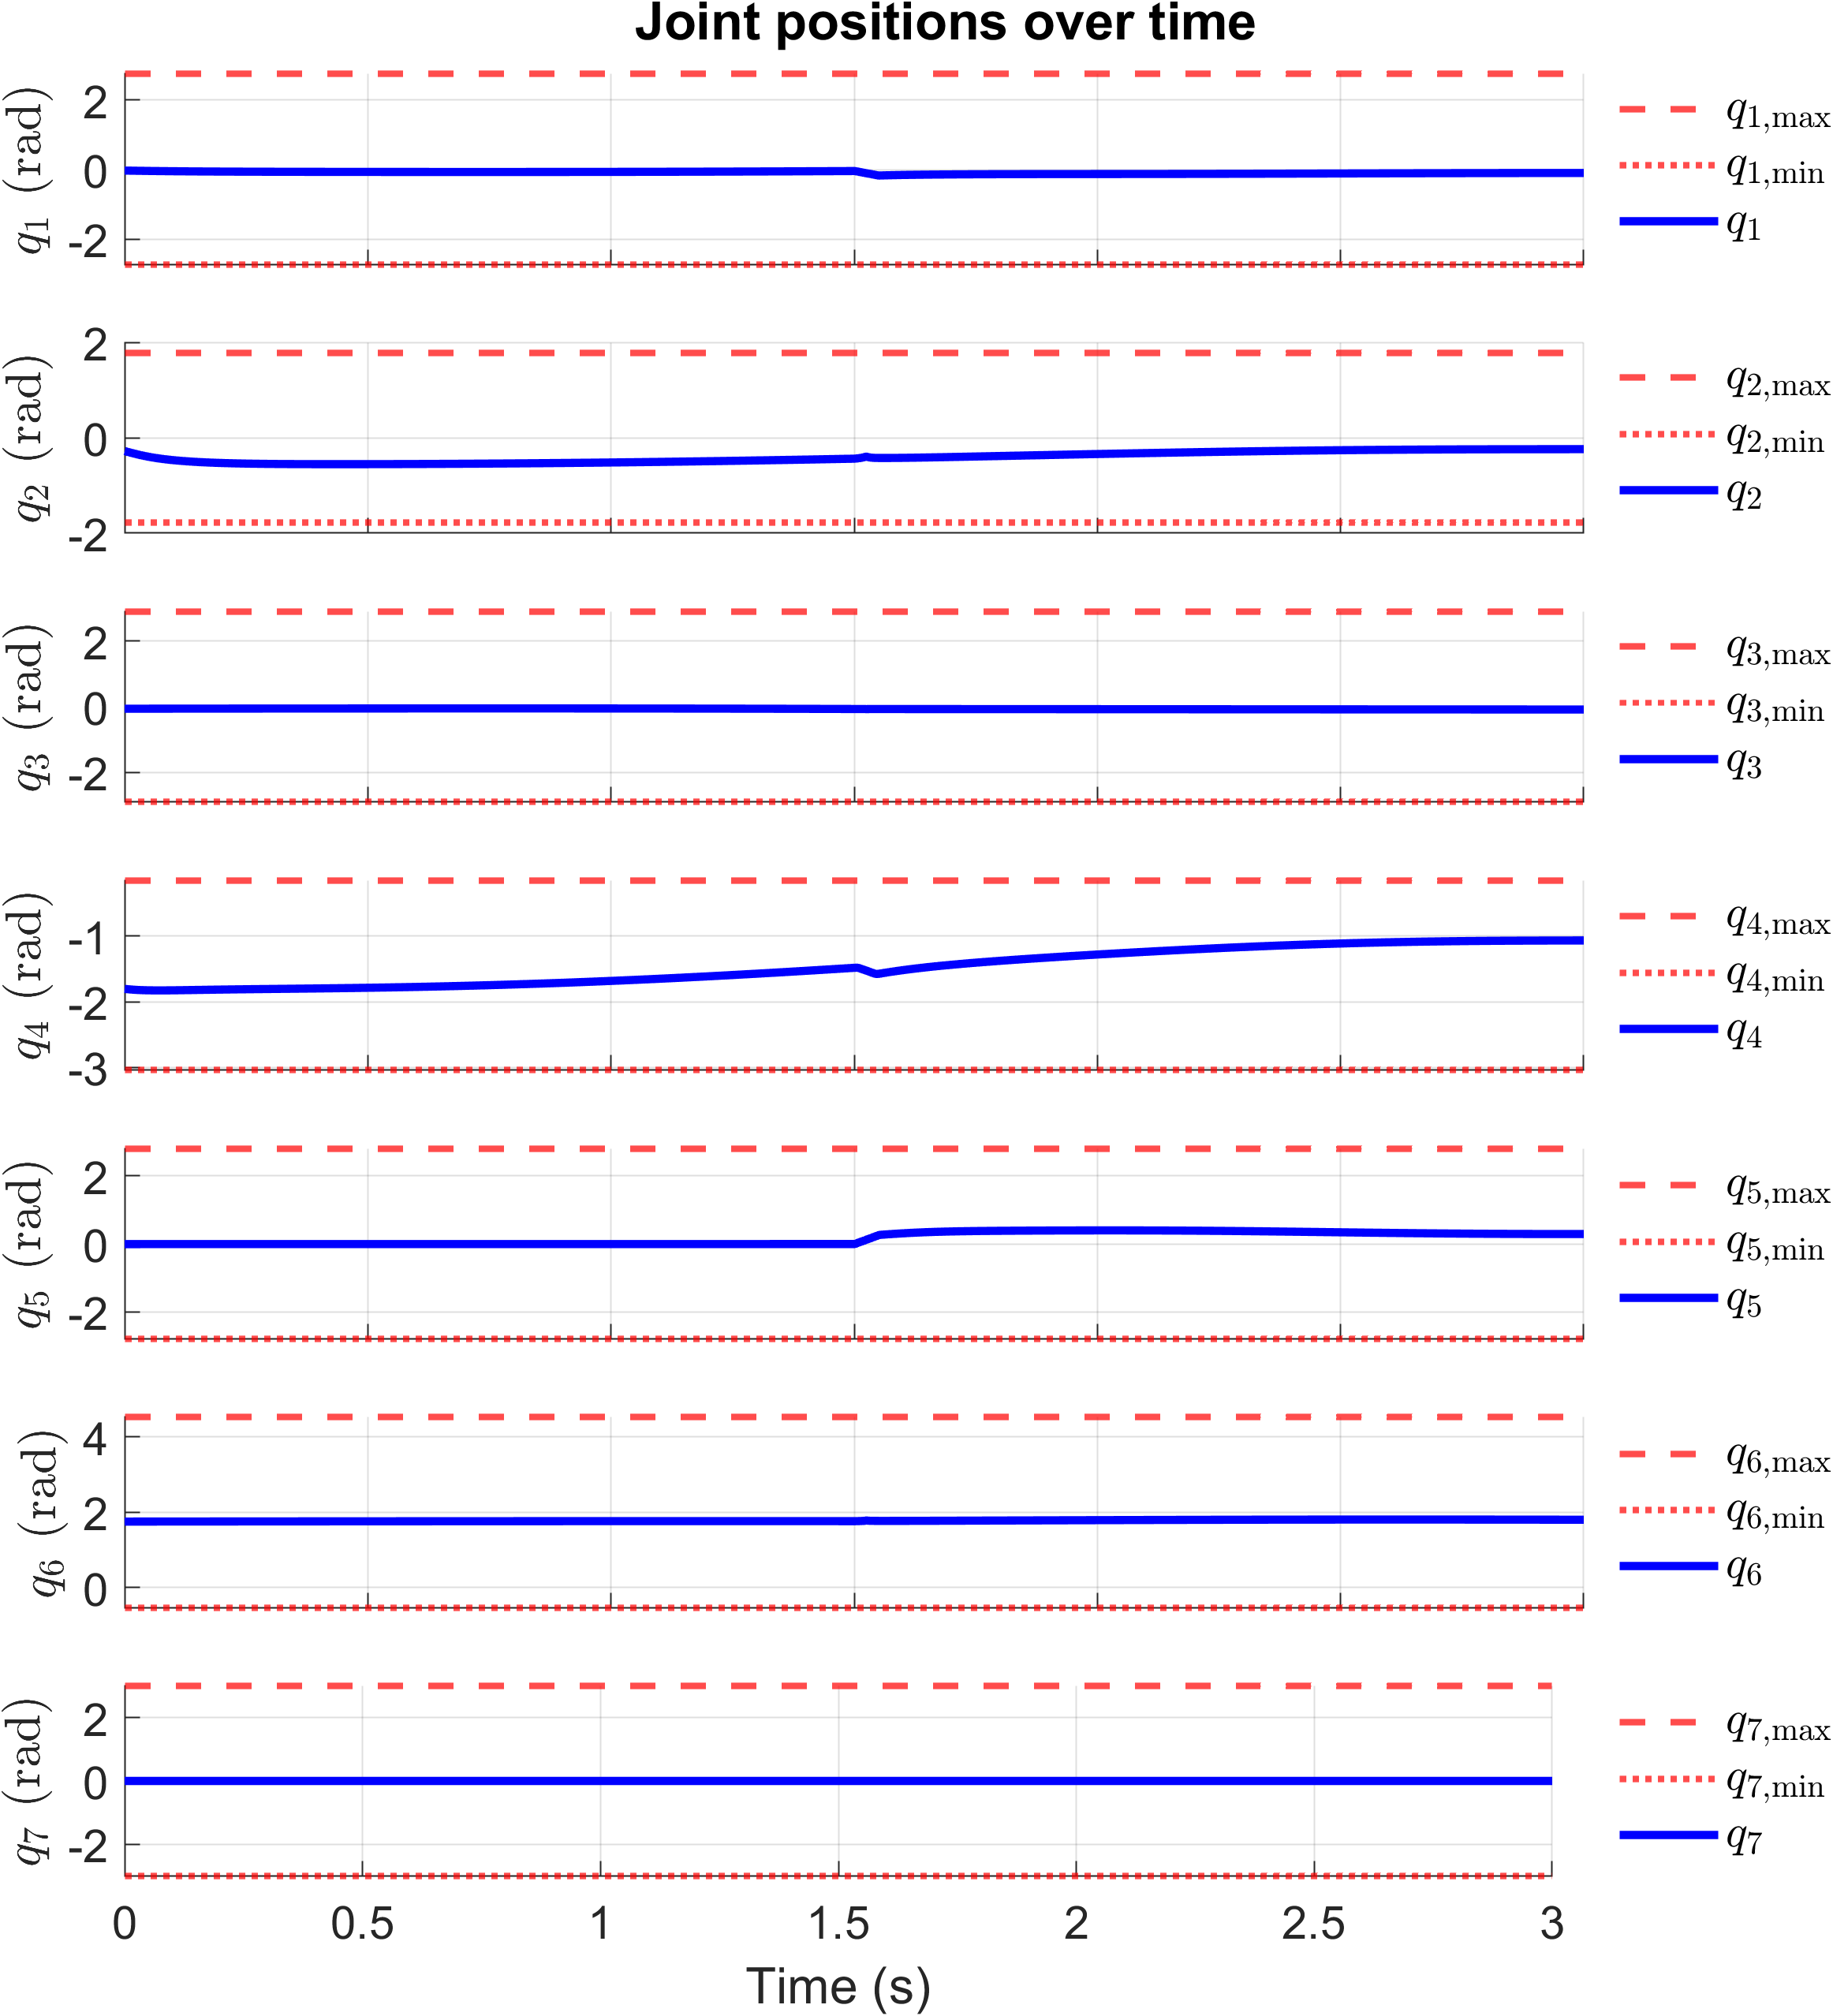 Joint positions over time
q1 (rad)
2
0
-2
q1,max
q1,min
q1
q2 (rad)
2
0
-2
q2,max
q2,min
q2
q3 (rad)
2
0
-2
q3,max
q3,min
q3
q4 (rad)
-1
-2
-3
q4,max
q4,min
q4
q5 (rad)
2
0
-2
q5,max
q5,min
q5
q6 (rad)
4
2
0
q6,max
q6,min
q6
q7 (rad)
2
0
-2
q7,max
q7,min
q7
0 0.5 1 1.5 2 2.5 3
Time (s)